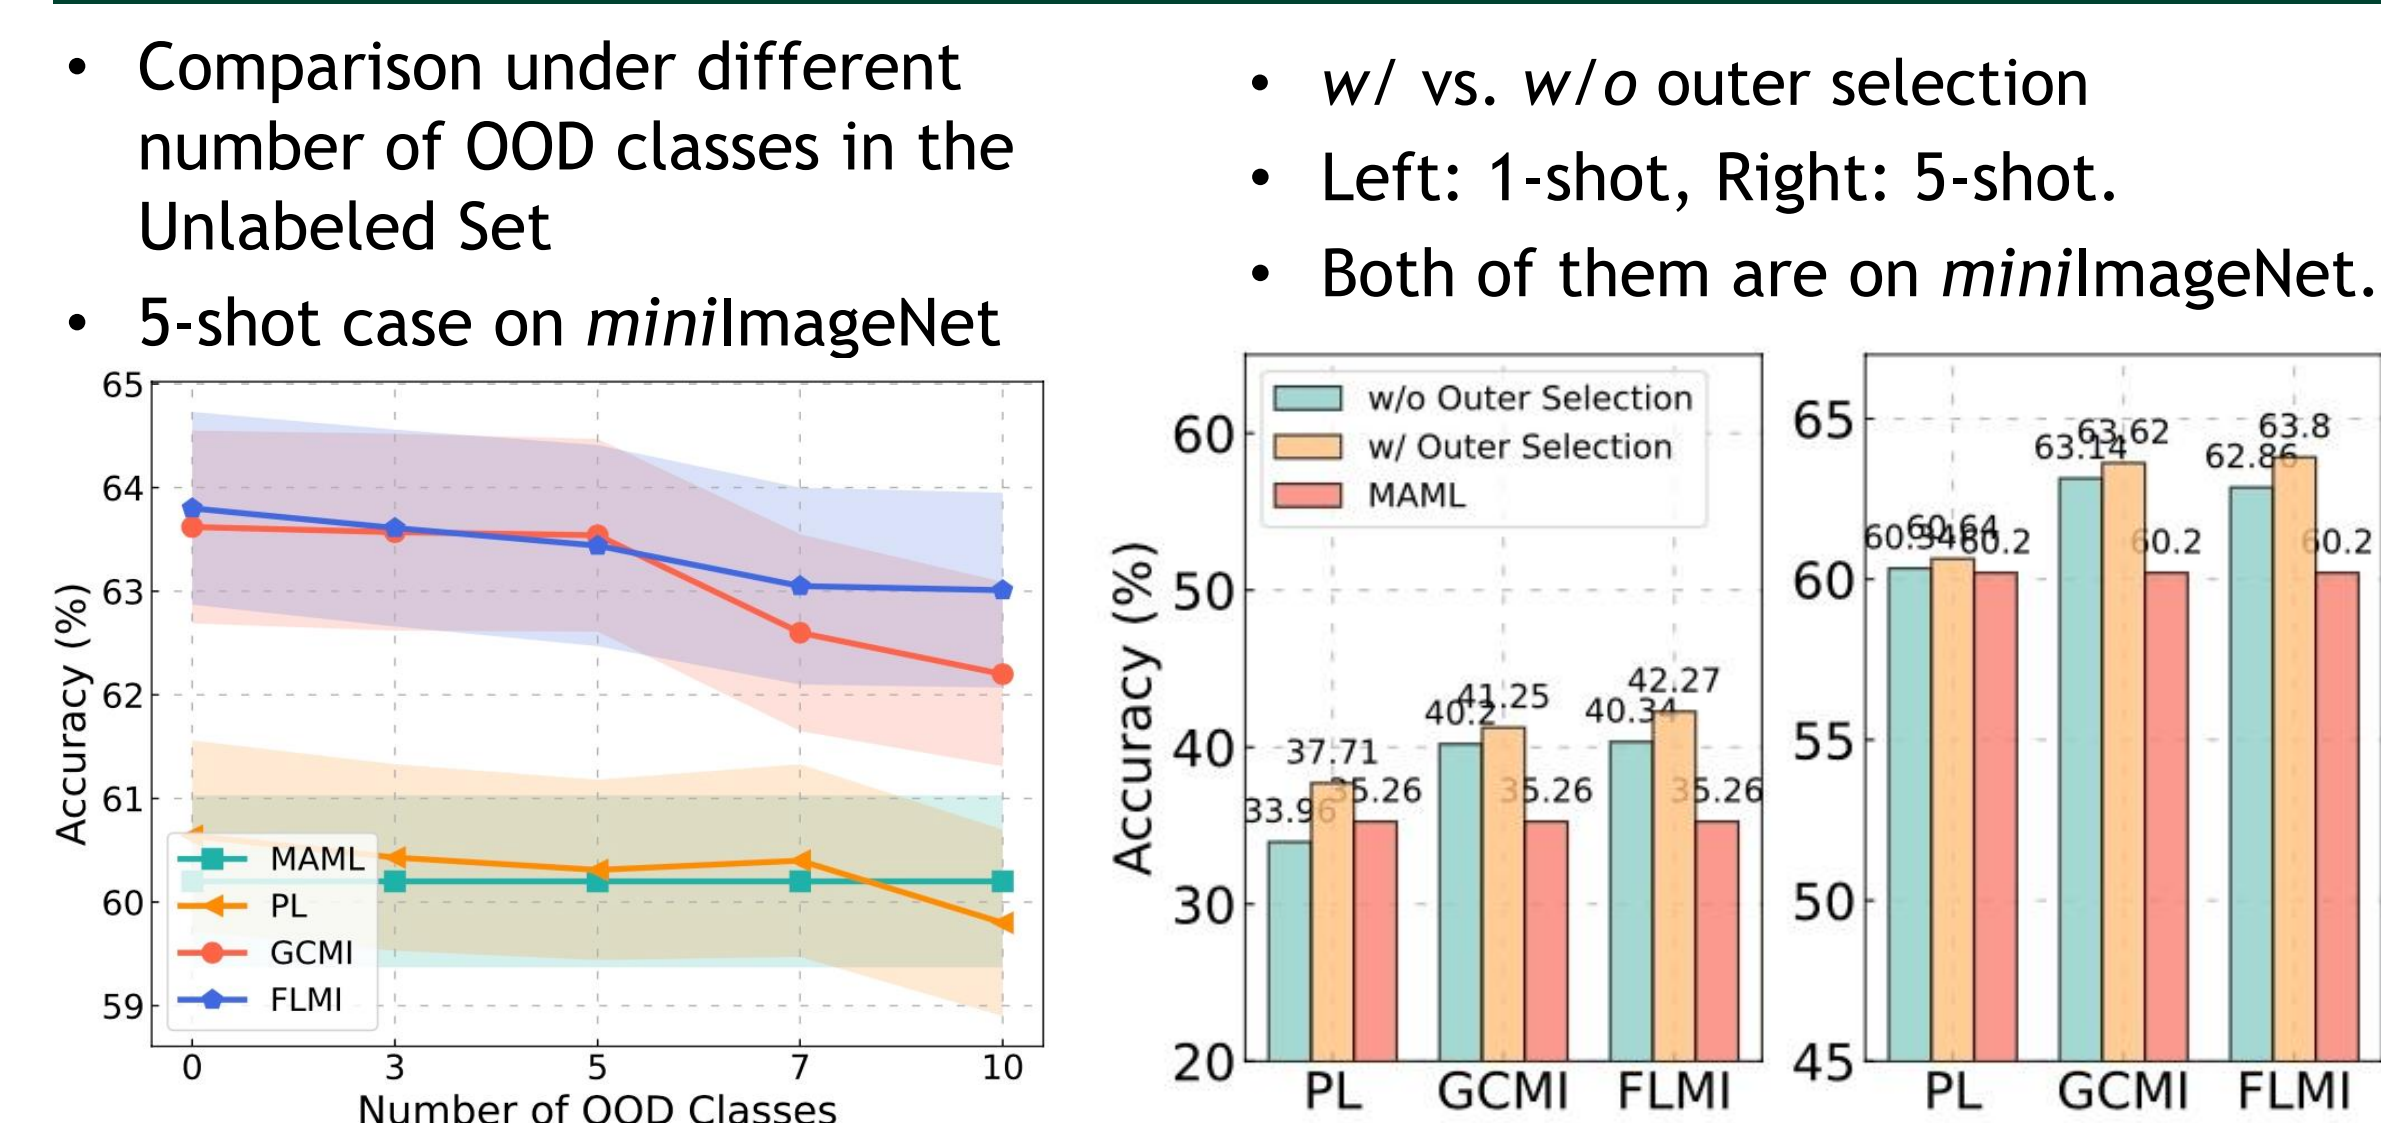 • Comparison under different
number of OOD classes in the
Unlabeled Set
• 5-shot case on miniImageNet
65
64
63
62
61
60
59
Accuracy (%)
MAML
PL
GCMI
FLMI
0 3 5 7 10
Number of OOD Classes
• w/ vs. w/o outer selection
• Left: 1-shot, Right: 5-shot.
• Both of them are on miniImageNet.
w/o Outer Selection
w/ Outer Selection
MAML
60
50
40
30
20
Accuracy (%)
33.96 37.71 35.26
40.2 41.25 35.26
40.34 42.27 35.26
PL GCMI FLMI
65
60
55
50
45
60.34 60.64 60.2
63.14 63.62 60.2
62.86 63.8 60.2
PL GCMI FLMI